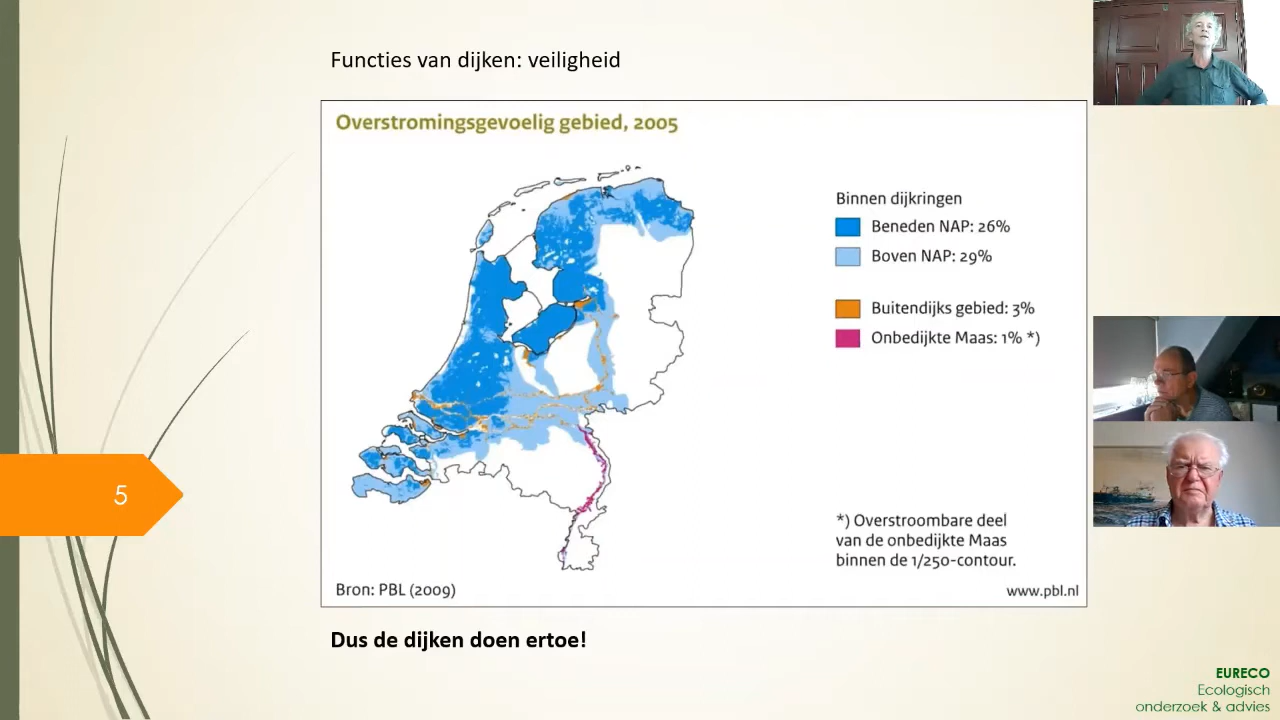 Functies van dijken: veiligheid
Overstromingsgevoelig gebied, 2005
Binnen dijkringen
Beneden NAP: 26%
Boven NAP: 29%
Buitendijks gebied: 3%
Onbedijkte Maas: 1% *)
5
*) Overstroombare deel
van de onbedijkte Maas
binnen de 1/250-contour.
Bron: PBL (2009)
www.pbl.nl
Dus de dijken doen ertoe!
EURECO
Ecologisch
onderzoek & advies